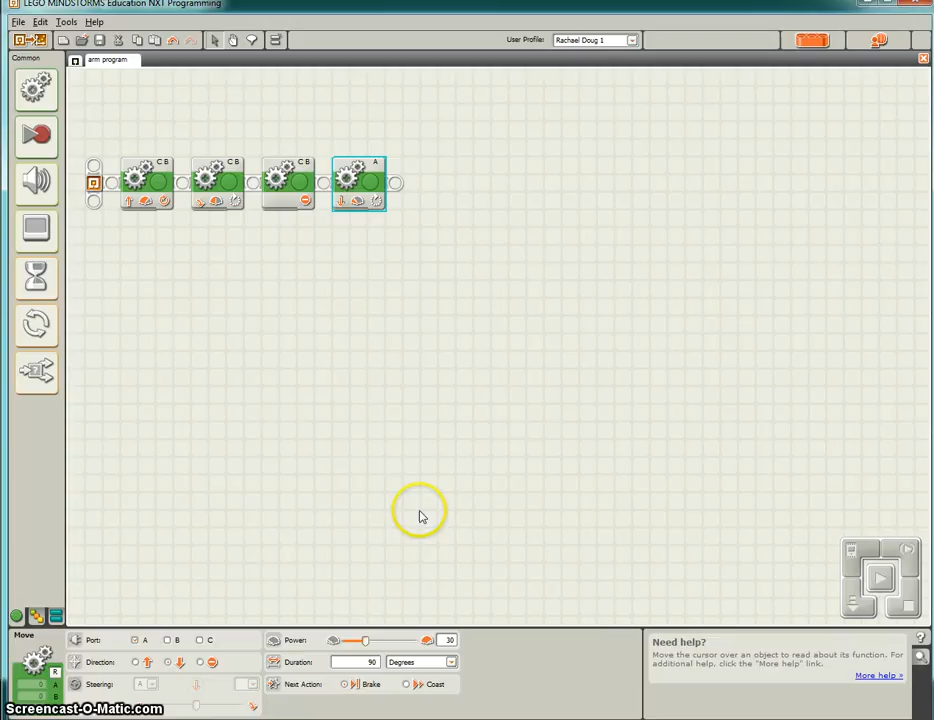 LEGO MINDSTORMS Education NXT Programming
File Edit Tools Help
User Profile: Rachael Doug 1
Common
arm program
C B
C B
C B
A
Move
Port: A B C
Power: 30
Direction:
Duration: 90 Degrees
Steering:
Next Action: Brake Coast
R
0 A
0 B
Need help?
Move the cursor over an object to read about its function. For
additional help, click the "More help" link.
More help »
?
Screencast-O-Matic.com